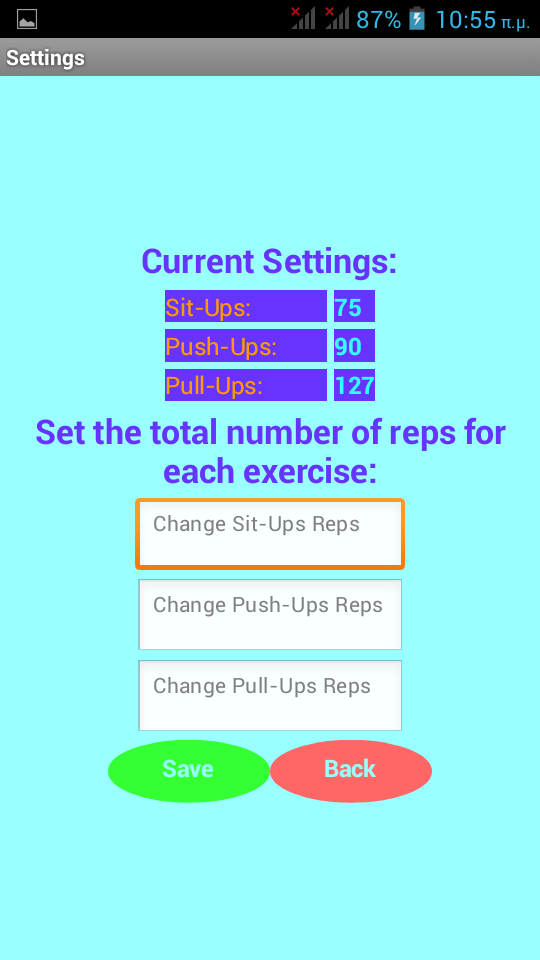 87% 10:55 π.μ.
Settings
Current Settings:
Sit-Ups: 75
Push-Ups: 90
Pull-Ups: 127
Set the total number of reps for
each exercise:
Change Sit-Ups Reps
Change Push-Ups Reps
Change Pull-Ups Reps
Save Back